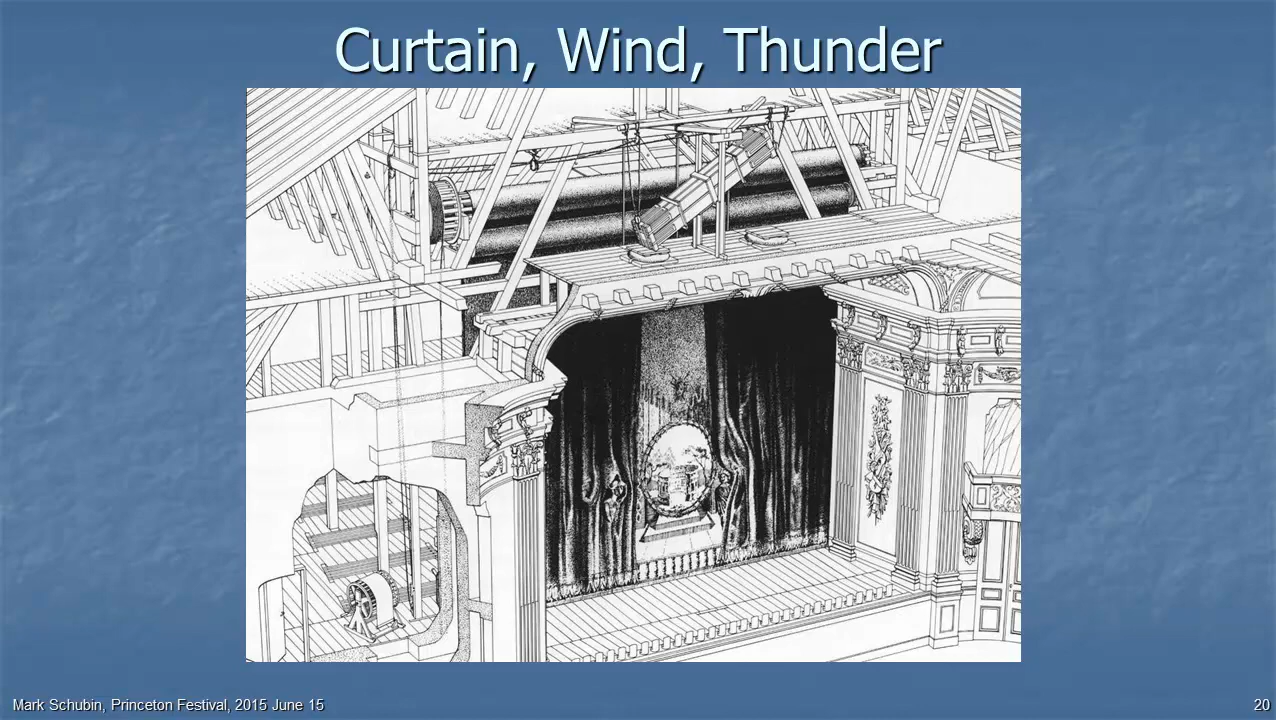 Curtain, Wind, Thunder
Mark Schubin, Princeton Festival, 2015 June 15
20